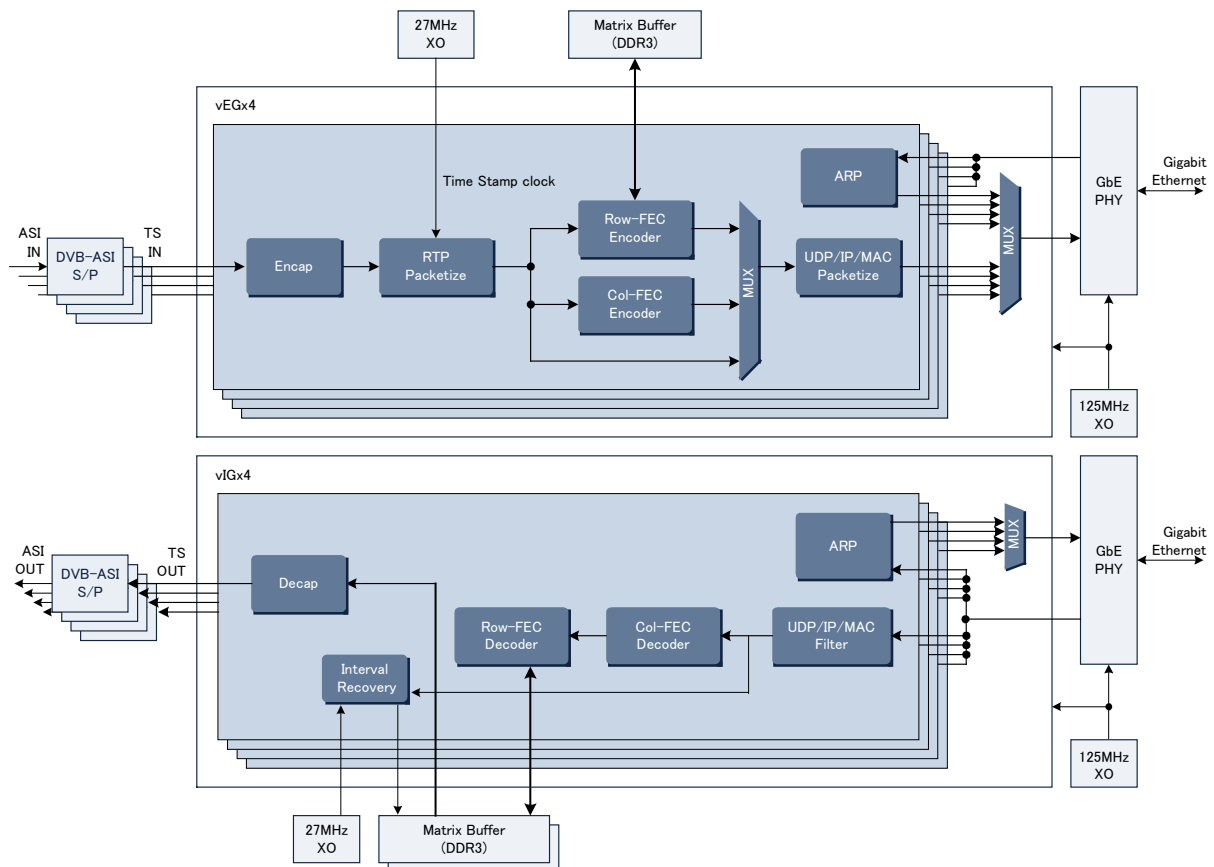 27MHz
XO
Matrix Buffer
(DDR3)
vEGx4
ARP
GbE
PHY
Gigabit
Ethernet
Time Stamp clock
ASI
IN
TS
IN
DVB-ASI
S/P
Encap
RTP
Packetize
Row-FEC
Encoder
Col-FEC
Encoder
MUX
UDP/IP/MAC
Packetize
MUX
125MHz
XO
vIGx4
ARP
MUX
GbE
PHY
Gigabit
Ethernet
ASI
OUT
TS
OUT
DVB-ASI
S/P
Decap
Row-FEC
Decoder
Col-FEC
Decoder
UDP/IP/MAC
Filter
Interval
Recovery
125MHz
XO
27MHz
XO
Matrix Buffer
(DDR3)